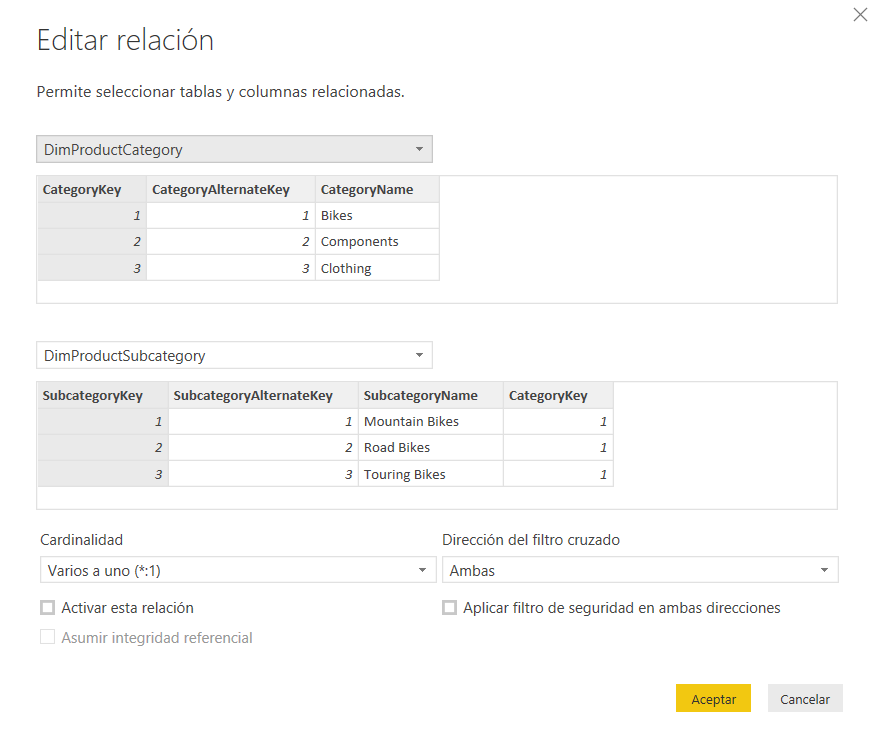 Editar relación
Permite seleccionar tablas y columnas relacionadas.
DimProductCategory
CategoryKey CategoryAlternateKey CategoryName
1 1 Bikes
2 2 Components
3 3 Clothing
DimProductSubcategory
SubcategoryKey SubcategoryAlternateKey SubcategoryName CategoryKey
1 1 Mountain Bikes 1
2 2 Road Bikes 1
3 3 Touring Bikes 1
Cardinalidad Dirección del filtro cruzado
Varios a uno (*:1) Ambas
Activar esta relación Aplicar filtro de seguridad en ambas direcciones
Asumir integridad referencial
Aceptar Cancelar